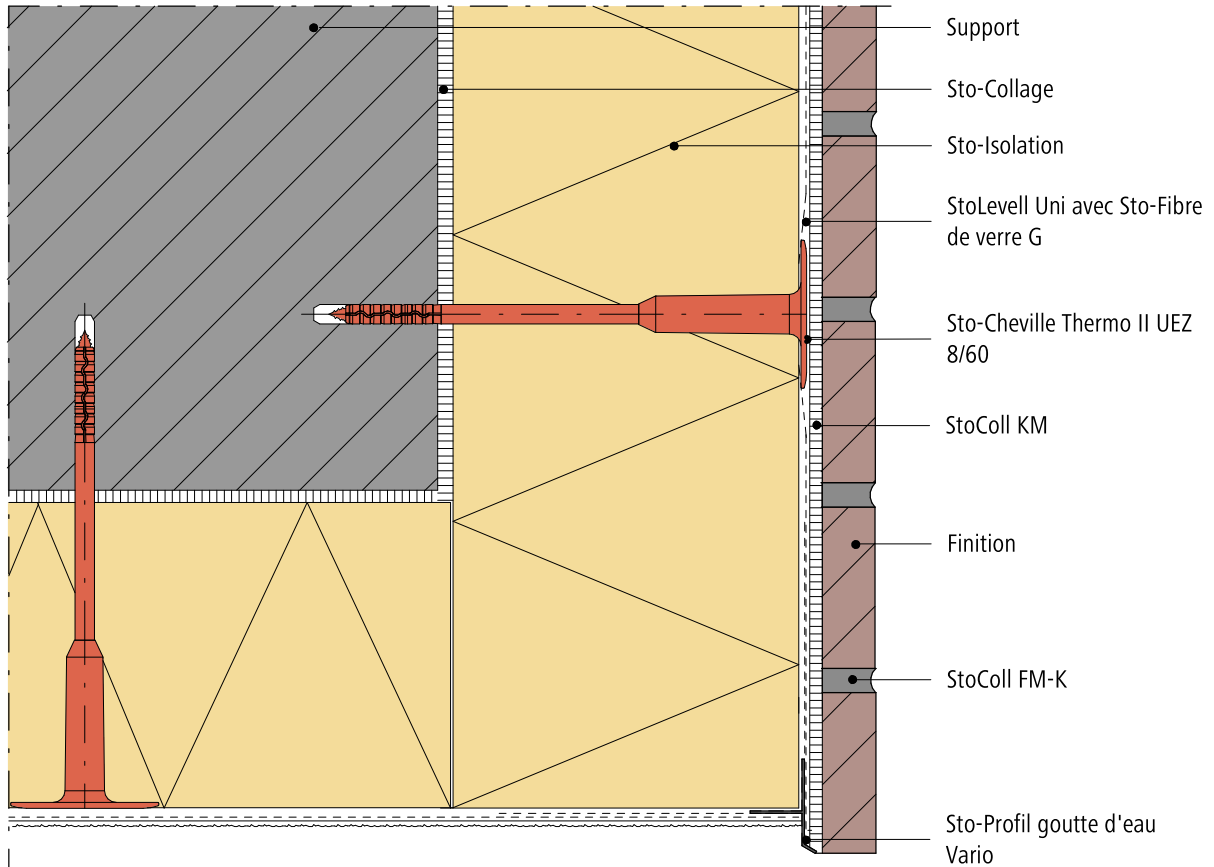 Support
Sto-Collage
Sto-Isolation
StoLevell Uni avec Sto-Fibre
de verre G
Sto-Cheville Thermo II UEZ
8/60
StoColl KM
Finition
StoColl FM-K
Sto-Profil goutte d'eau
Vario